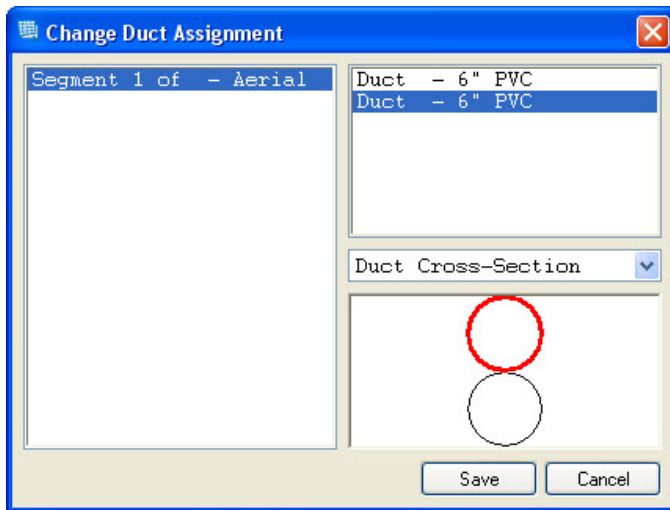 Change Duct Assignment
Segment 1 of - Aerial
Duct - 6" PVC
Duct - 6" PVC
Duct Cross-Section
Save
Cancel